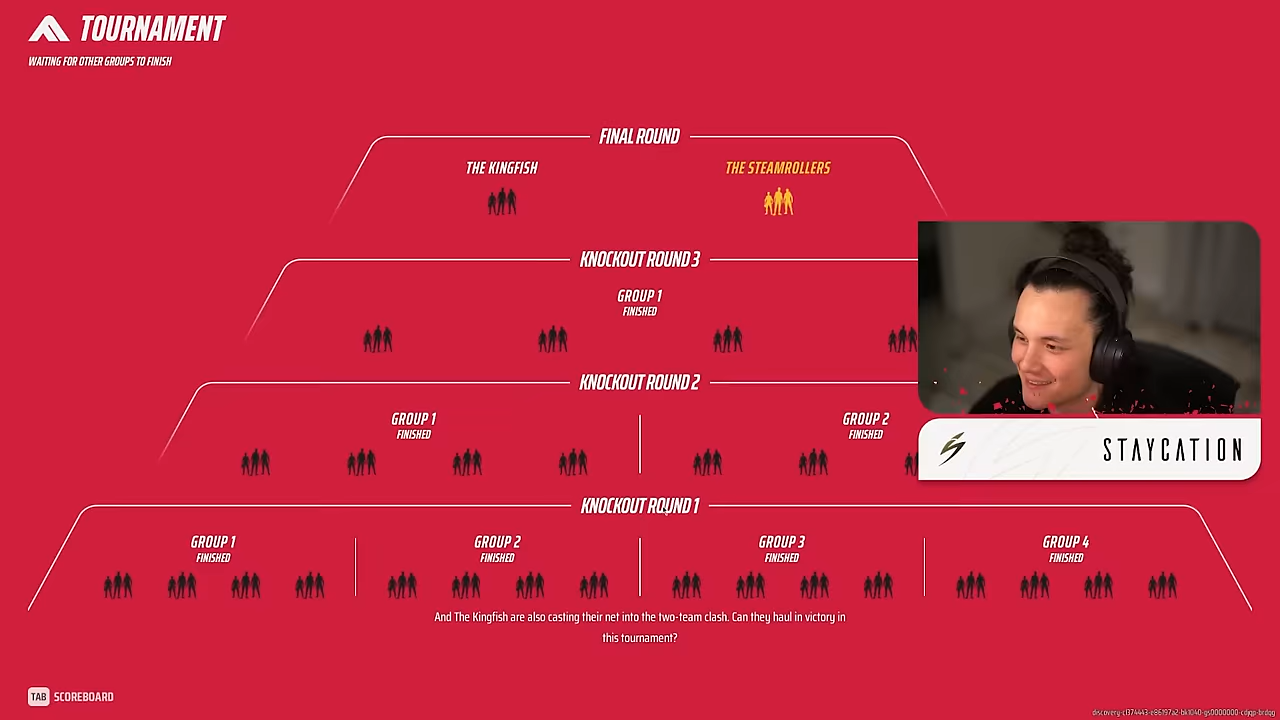 TOURNAMENT
WAITING FOR OTHER GROUPS TO FINISH
FINAL ROUND
THE KINGFISH
THE STEAMROLLERS
KNOCKOUT ROUND 3
GROUP 1
FINISHED
KNOCKOUT ROUND 2
GROUP 1
FINISHED
GROUP 2
FINISHED
STAYCATION
KNOCKOUT ROUND 1
GROUP 1
FINISHED
GROUP 2
FINISHED
GROUP 3
FINISHED
GROUP 4
FINISHED
And The Kingfish are also casting their net into the two-team clash. Can they haul in victory in
this tournament?
TAB SCOREBOARD